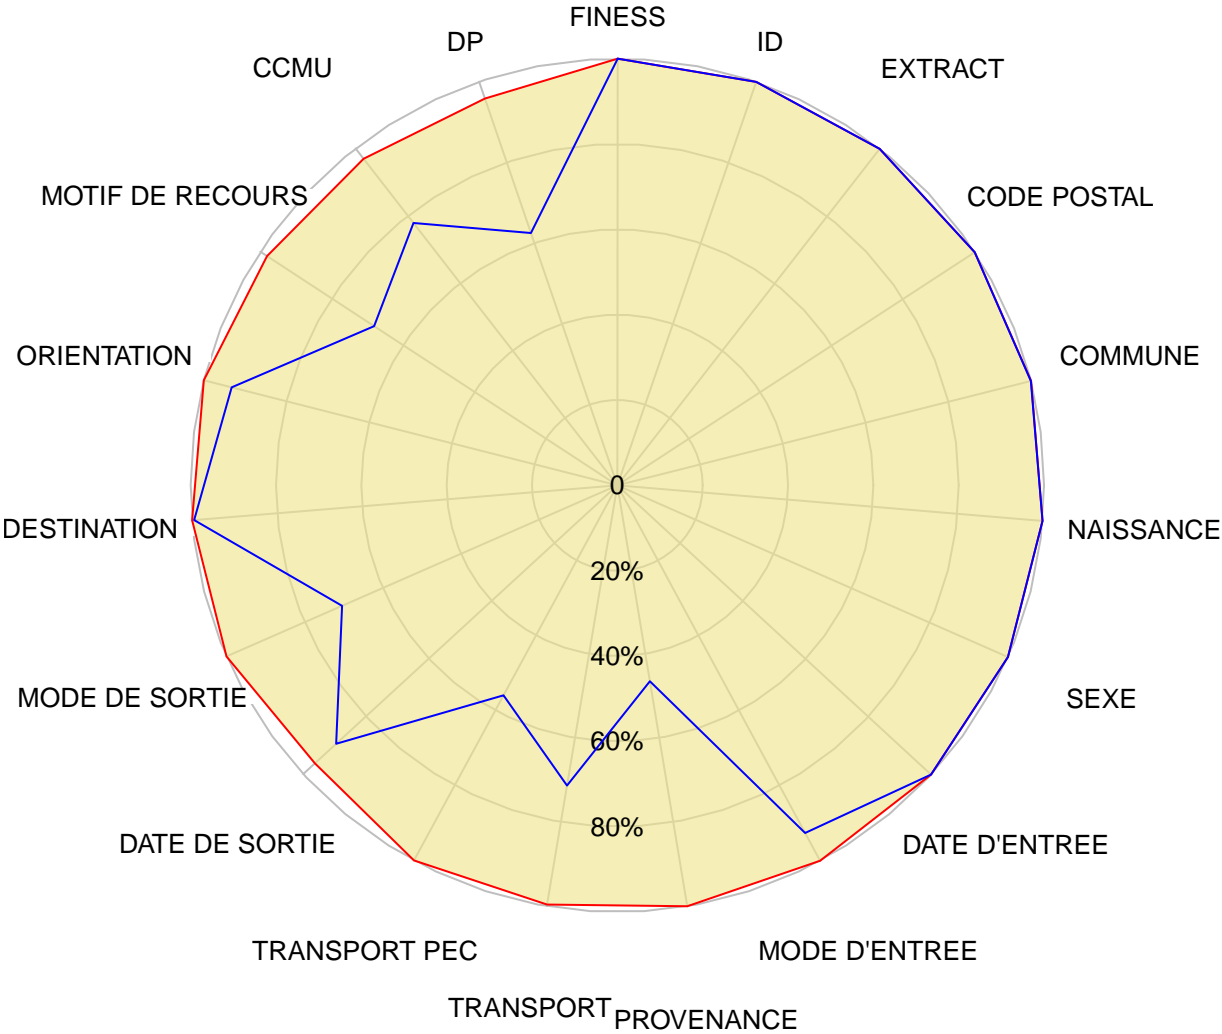 FINESS
DP
ID
CCMU
EXTRACT
MOTIF DE RECOURS
CODE POSTAL
ORIENTATION
COMMUNE
0
DESTINATION
NAISSANCE
20%
40%
MODE DE SORTIE
SEXE
60%
80%
DATE DE SORTIE
DATE D'ENTREE
TRANSPORT PEC
MODE D'ENTREE
TRANSPORT
PROVENANCE